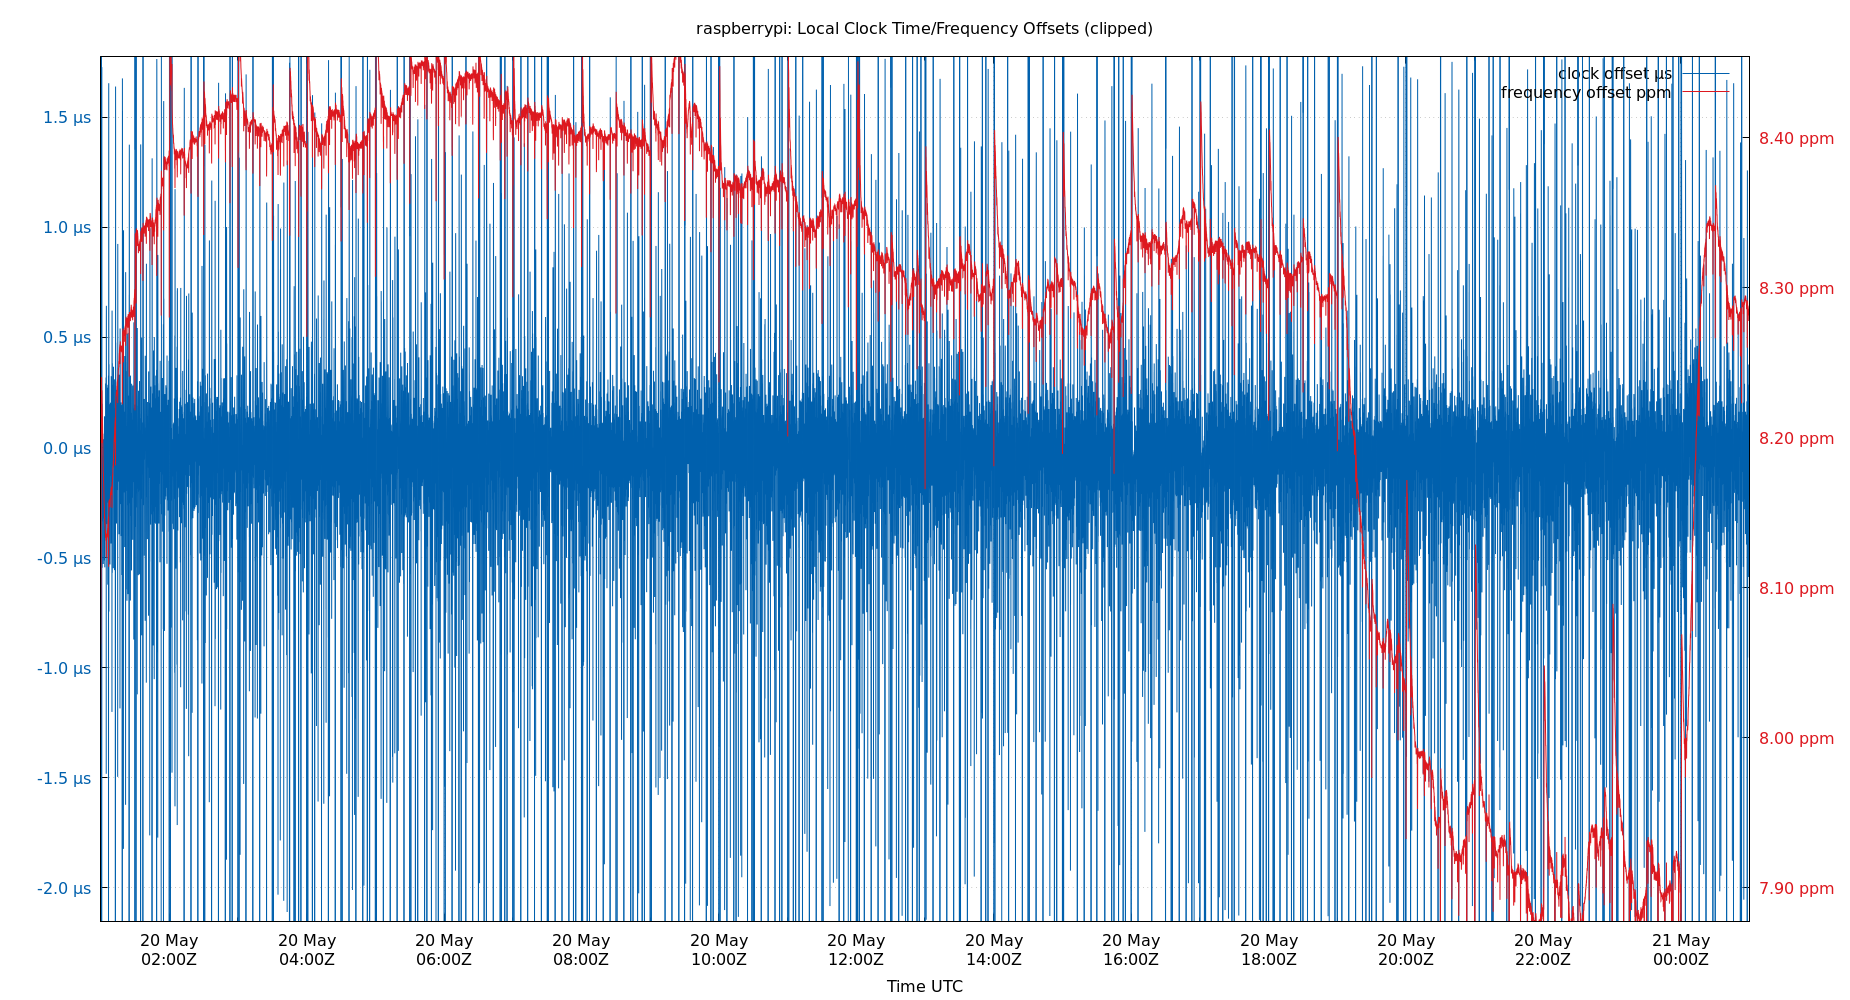 raspberrypi: Local Clock Time/Frequency Offsets (clipped)
clock offset µs
frequency offset ppm
1.5 µs
1.0 µs
0.5 µs
0.0 µs
-0.5 µs
-1.0 µs
-1.5 µs
-2.0 µs
8.40 ppm
8.30 ppm
8.20 ppm
8.10 ppm
8.00 ppm
7.90 ppm
20 May 20 May 20 May 20 May 20 May 20 May 20 May 20 May 20 May 20 May 20 May 21 May
02:00Z 04:00Z 06:00Z 08:00Z 10:00Z 12:00Z 14:00Z 16:00Z 18:00Z 20:00Z 22:00Z 00:00Z
Time UTC